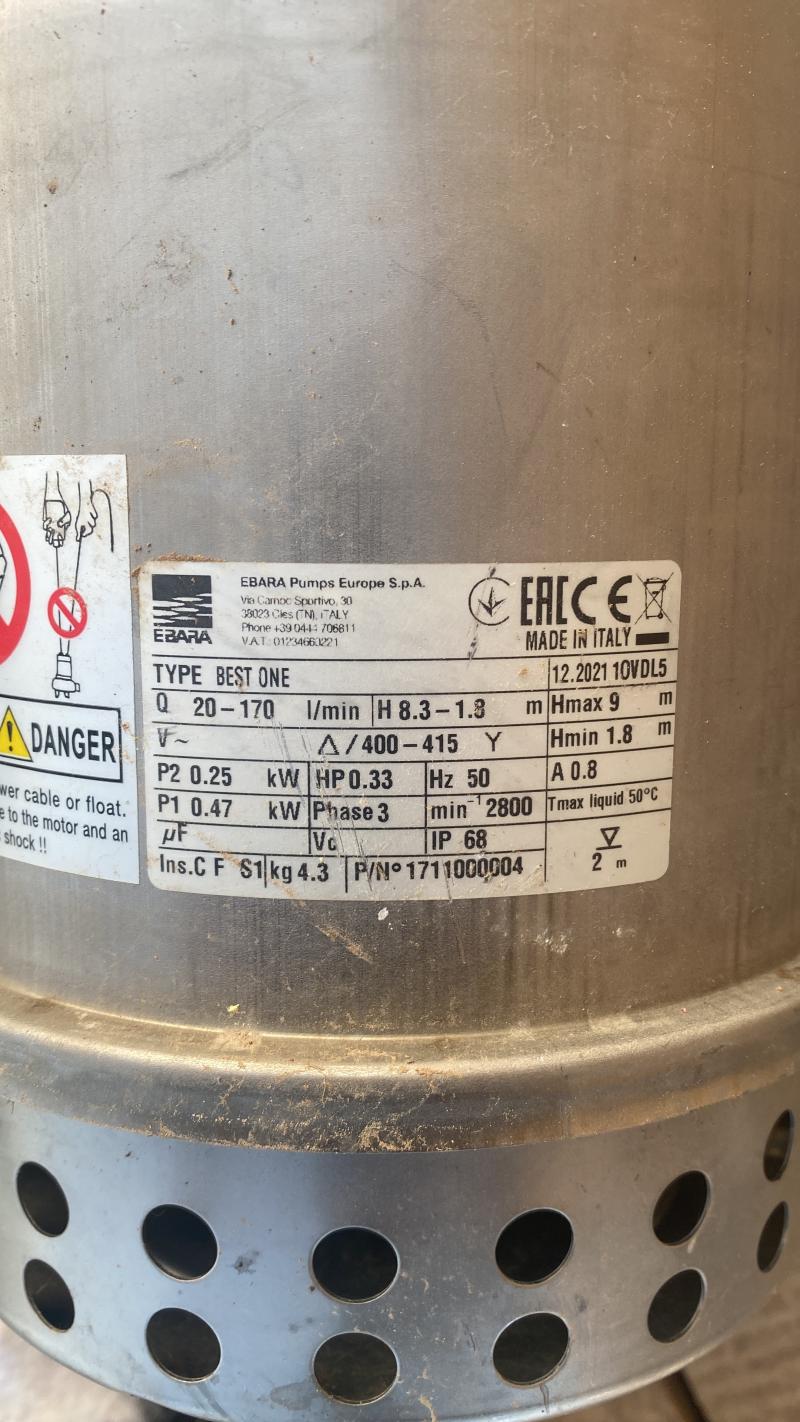 EBARA
EBARA Pumps Europe S.p.A.
Via Campo Sportivo, 30
38023 Cles (TN), ITALY
Phone +39 0444 706811
V.A.T. 01234660221
EAC CE
MADE IN ITALY
TYPE BEST ONE 12.2021 10VDL5
Q 20-170 l/min H 8.3-1.8 m Hmax 9 m
V~ Δ/400-415 Y Hmin 1.8 m
P2 0.25 kW HP 0.33 Hz 50 A 0.8
P1 0.47 kW Phase 3 min⁻¹ 2800 Tmax liquid 50°C
µF Vc IP 68 2 m
Ins.C F S1 kg 4.3 P/N° 1711000004
DANGER
cable or float.
to the motor and an
shock !!